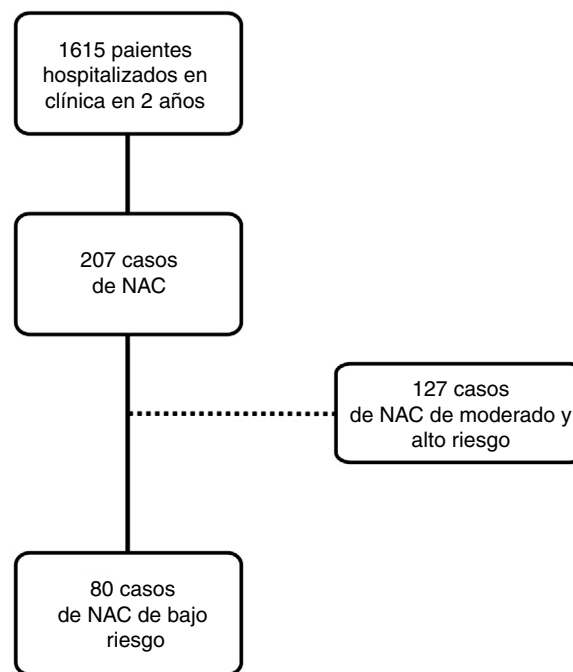 1615 paientes
hospitalizados en
clínica en 2 años
207 casos
de NAC
127 casos
de NAC de moderado y
alto riesgo
80 casos
de NAC de bajo
riesgo